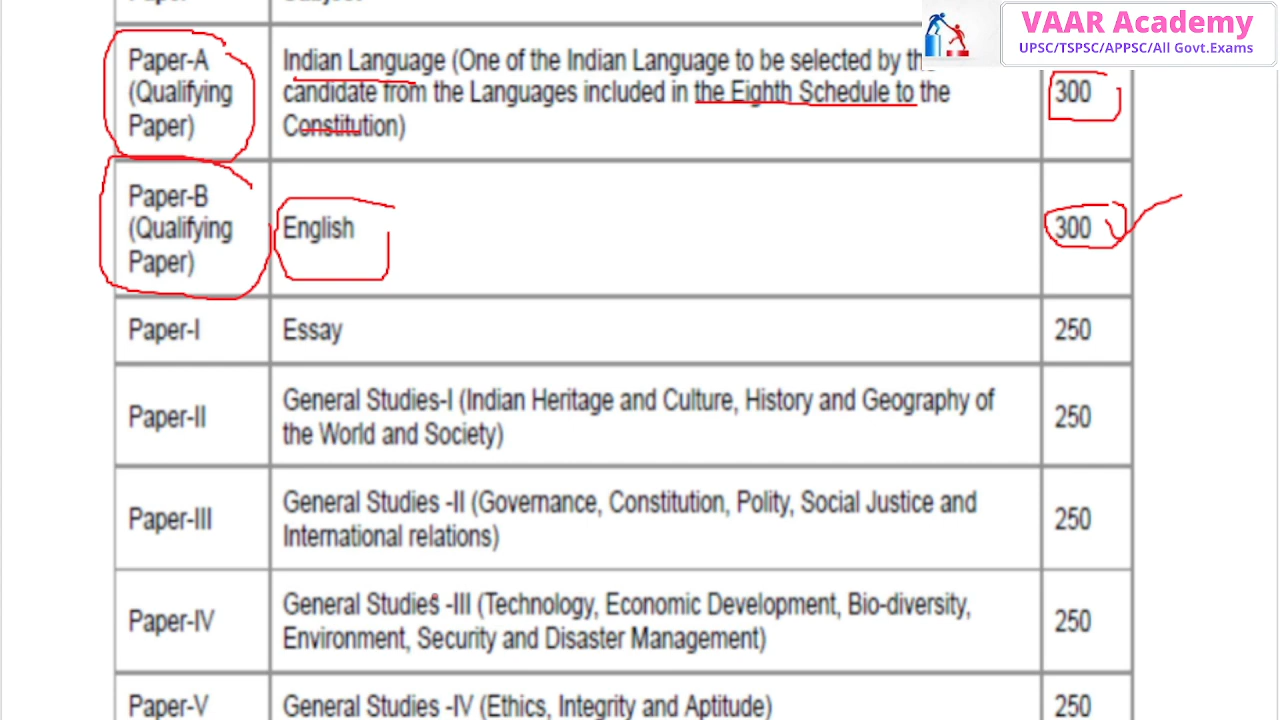 VAAR Academy
UPSC/TSPSC/APPSC/All Govt.Exams
Paper-A
(Qualifying
Paper)
Indian Language (One of the Indian Language to be selected by
candidate from the Languages included in the Eighth Schedule to the
Constitution)
300
Paper-B
(Qualifying
Paper)
English
300
Paper-I
Essay
250
Paper-II
General Studies-I (Indian Heritage and Culture, History and Geography of
the World and Society)
250
Paper-III
General Studies -II (Governance, Constitution, Polity, Social Justice and
International relations)
250
Paper-IV
General Studies -III (Technology, Economic Development, Bio-diversity,
Environment, Security and Disaster Management)
250
Paper-V
General Studies -IV (Ethics, Integrity and Aptitude)
250